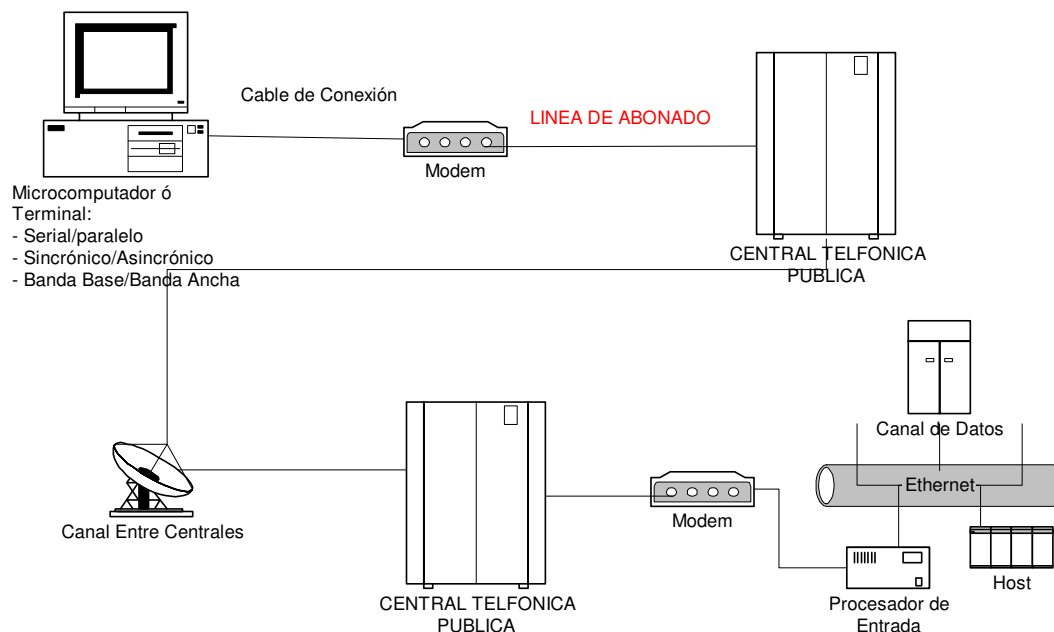 Cable de Conexión
LINEA DE ABONADO
Modem
Microcomputador ó
Terminal:
- Serial/paralelo
- Sincrónico/Asincrónico
- Banda Base/Banda Ancha
CENTRAL TELFONICA
PUBLICA
Canal de Datos
Ethernet
Canal Entre Centrales
Modem
Host
CENTRAL TELFONICA
PUBLICA
Procesador de
Entrada